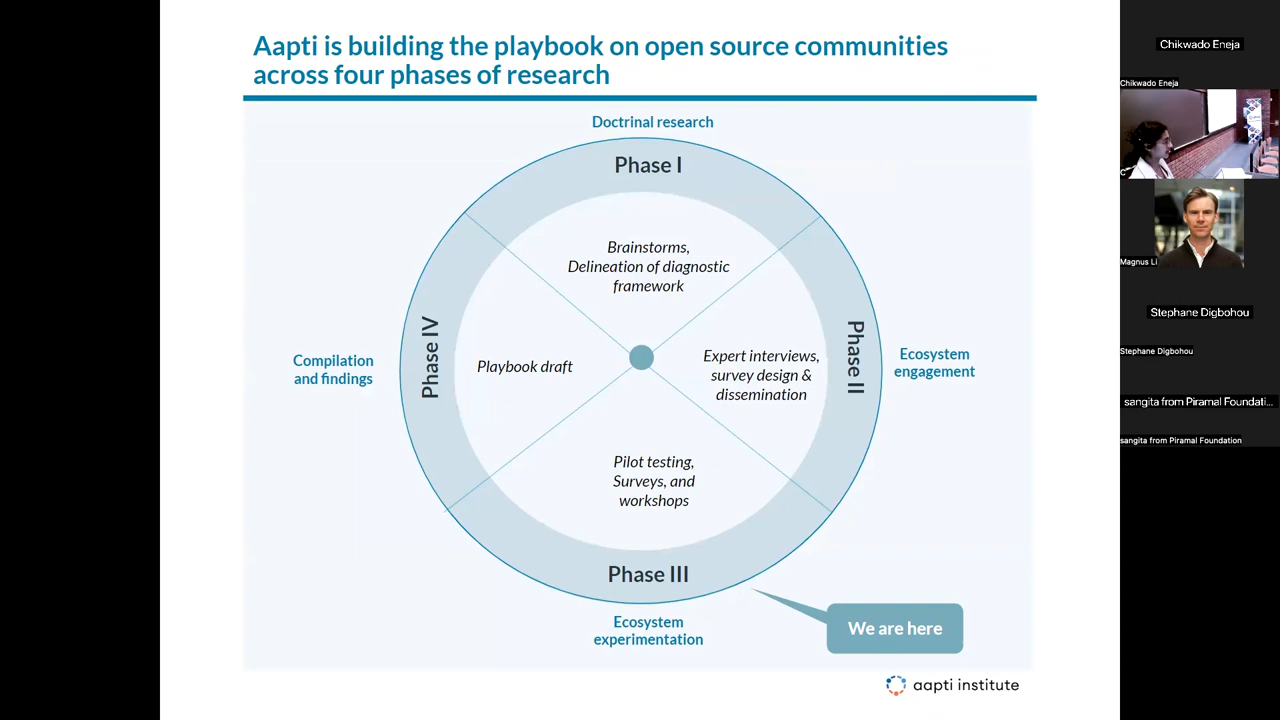 Aapti is building the playbook on open source communities
across four phases of research
Doctrinal research
Phase I
Brainstorms,
Delineation of diagnostic
framework
Phase IV
Compilation
and findings
Playbook draft
Expert interviews,
survey design &
dissemination
Phase II
Ecosystem
engagement
Pilot testing,
Surveys, and
workshops
Phase III
Ecosystem
experimentation
We are here
aapti institute
Chikwado Eneja
Chikwado Eneja
C
Magnus Li
Stephane Digbohou
Stephane Digbohou
sangita from Piramal Foundati...
sangita from Piramal Foundation